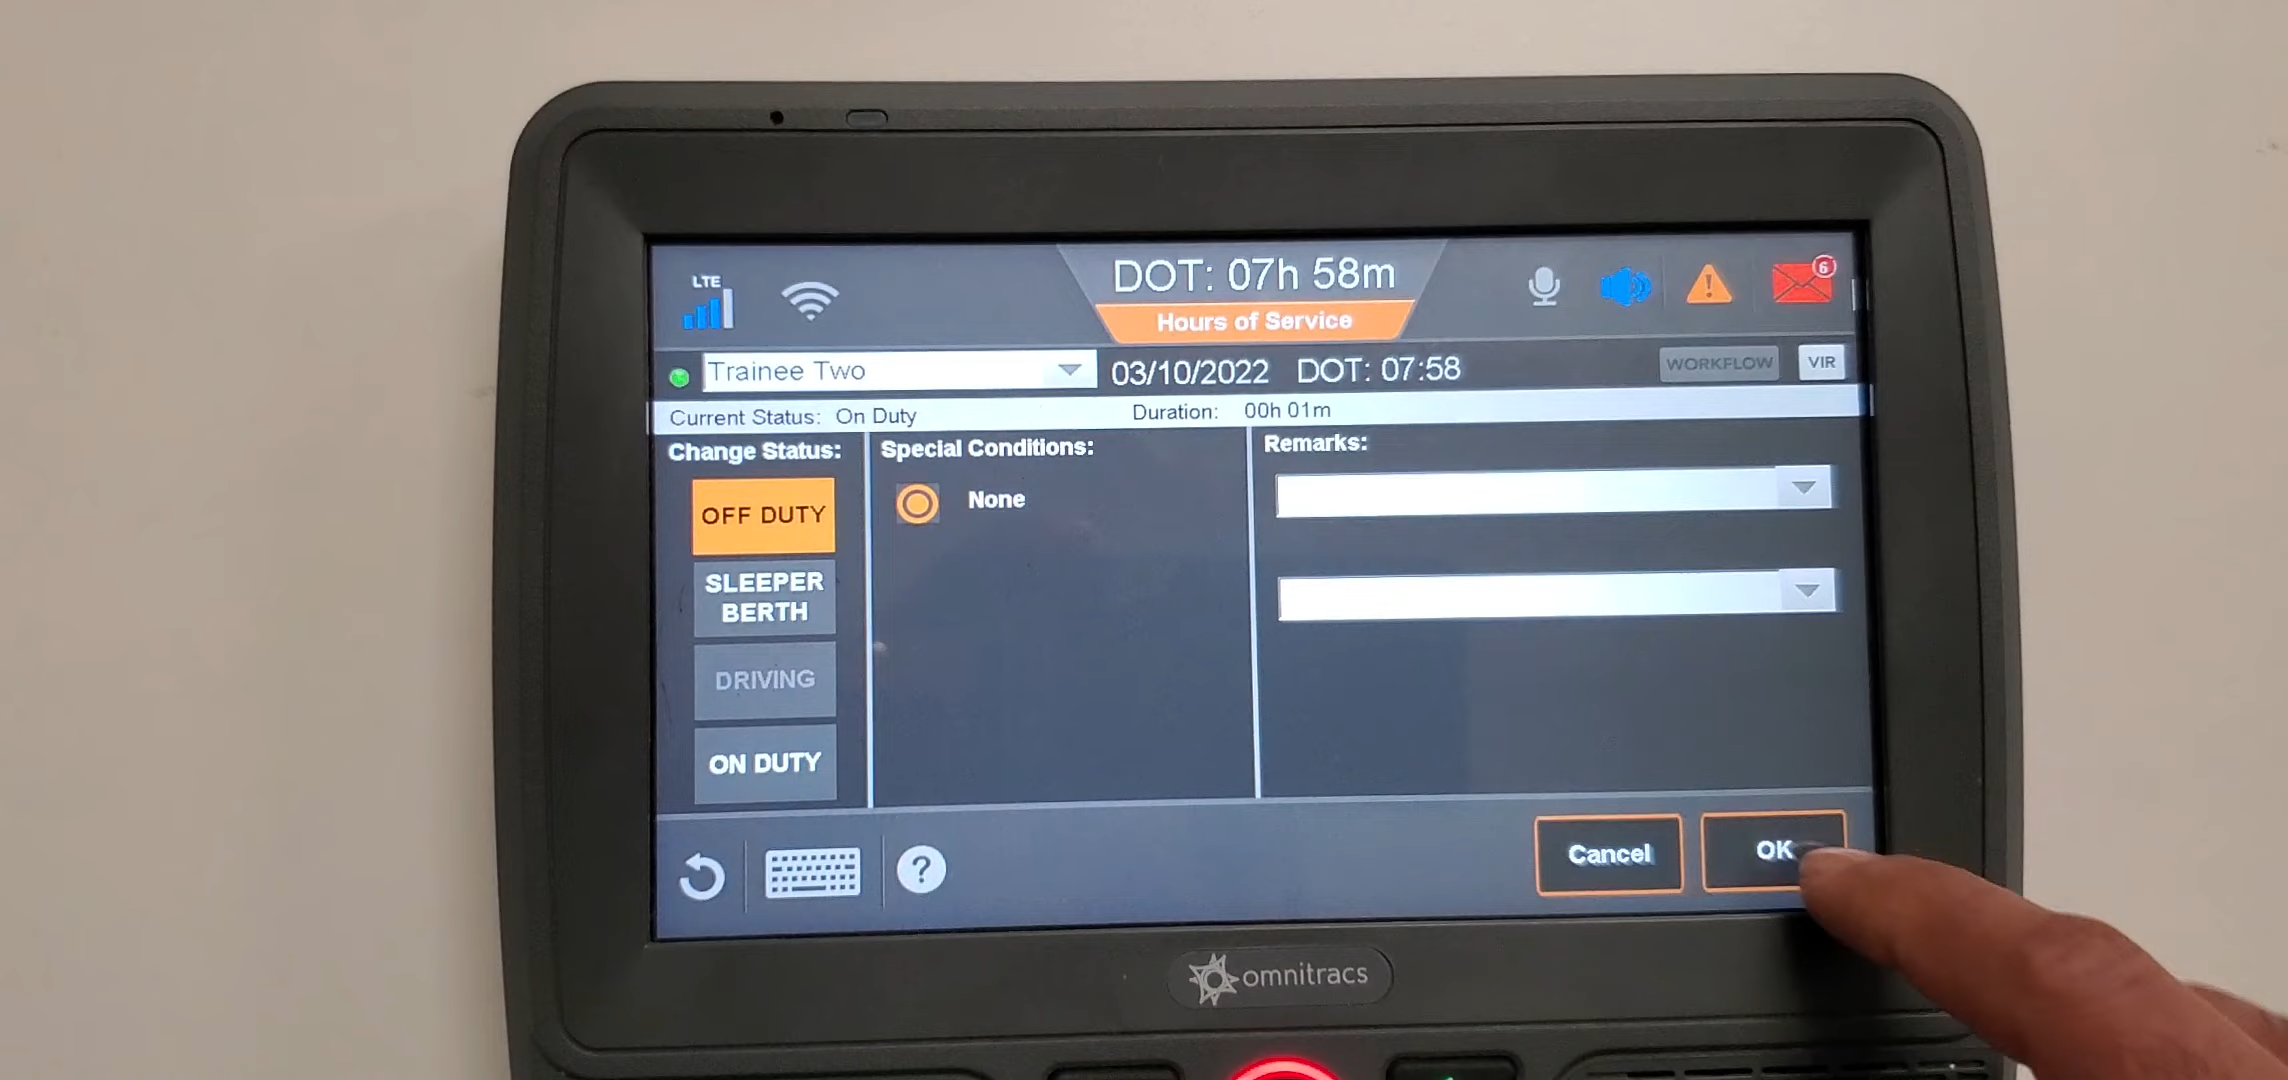 LTE
DOT: 07h 58m
6
Hours of Service
Trainee Two
03/10/2022 DOT: 07:58
WORKFLOW
VIR
Current Status: On Duty
Duration: 00h 01m
Change Status:
Special Conditions:
Remarks:
OFF DUTY
None
SLEEPER
BERTH
DRIVING
ON DUTY
?
Cancel
OK
omnitracs